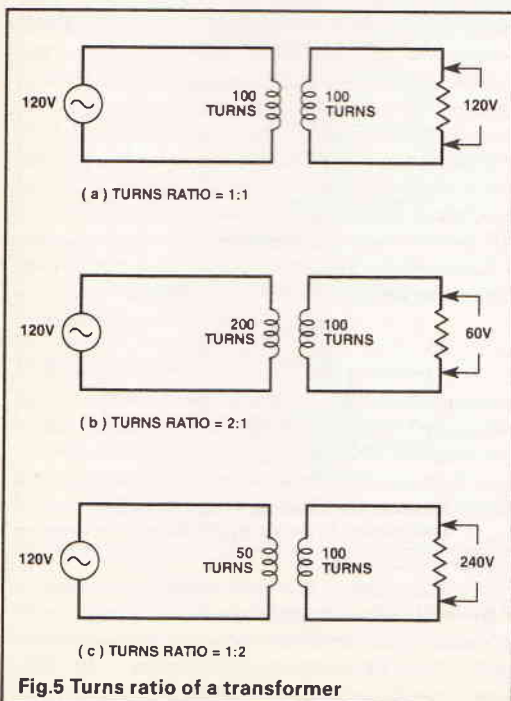 120V
100
TURNS
100
TURNS
120V
( a ) TURNS RATIO = 1:1
120V
200
TURNS
100
TURNS
60V
( b ) TURNS RATIO = 2:1
120V
50
TURNS
100
TURNS
240V
( c ) TURNS RATIO = 1:2
Fig.5 Turns ratio of a transformer